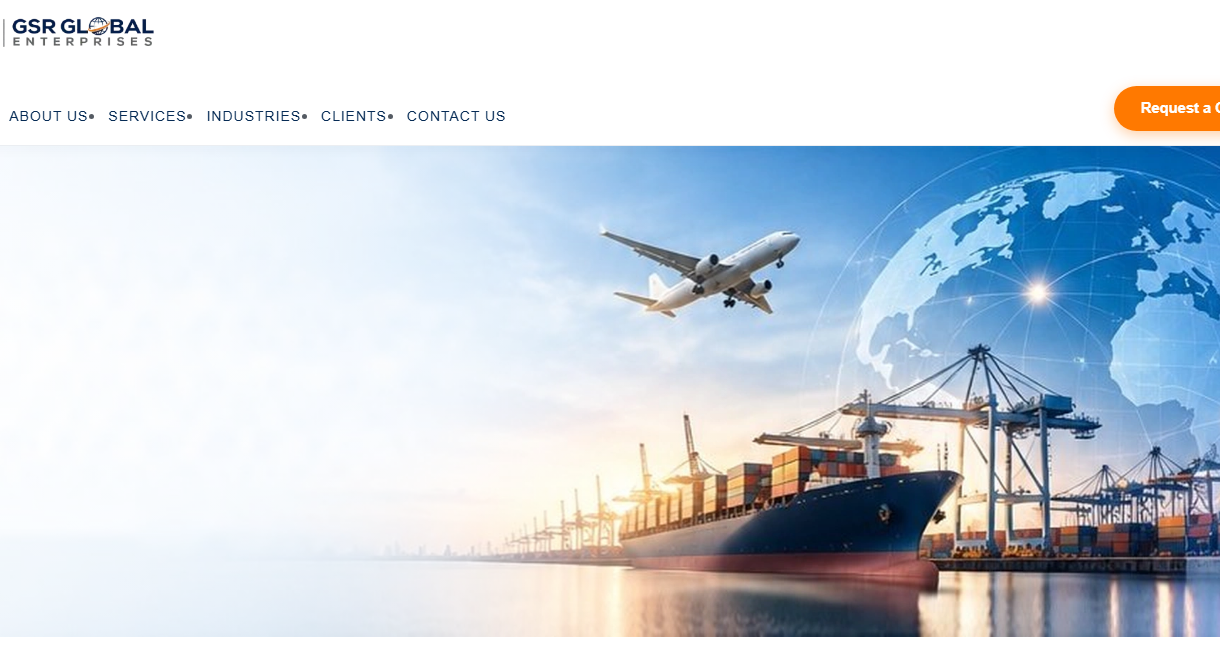 GSR GLOBAL
ENTERPRISES
ABOUT US • SERVICES • INDUSTRIES • CLIENTS • CONTACT US
Request a